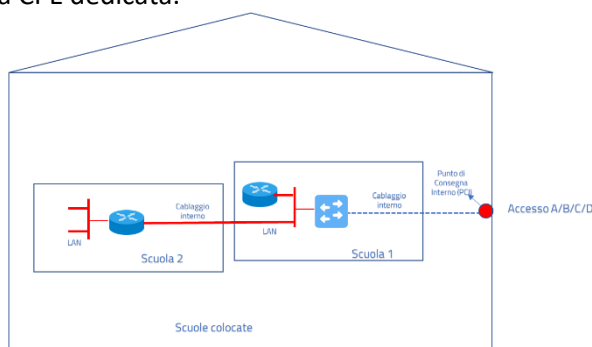 a CPE dedicata.
Punto di
Consegna
Interno (PCI)
Cablaggio
interno
Accesso A/B/C/D
Cablaggio
interno
LAN
LAN
Scuola 1
Scuola 2
Scuole colocate